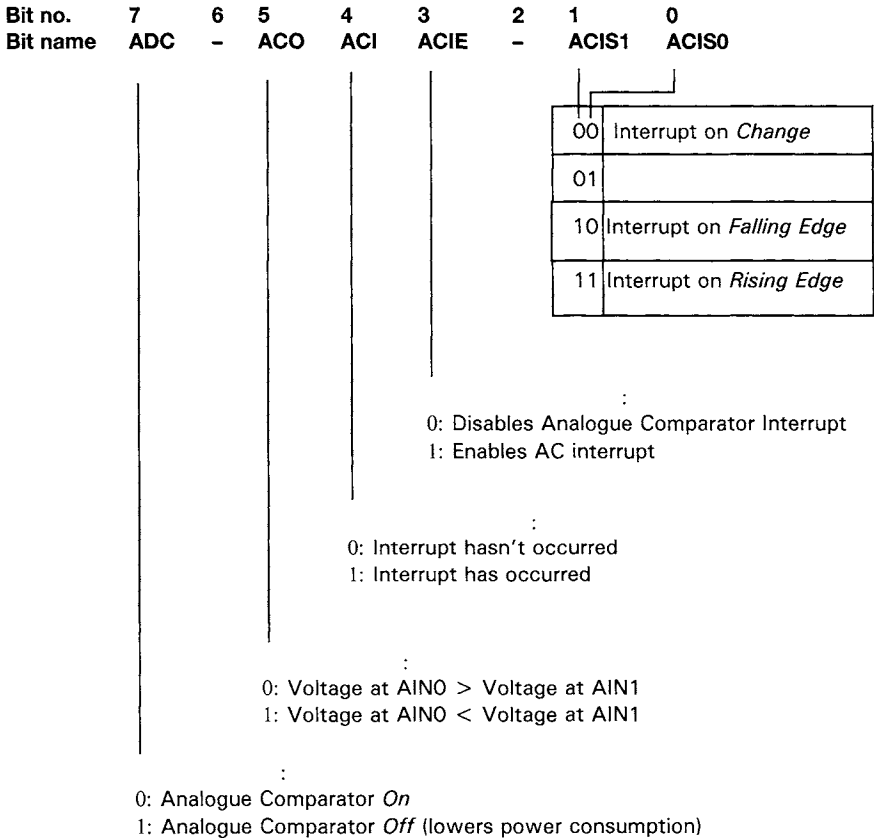 Bit no. 7 6 5 4 3 2 1 0
Bit name ADC – ACO ACI ACIE – ACIS1 ACIS0
00 Interrupt on Change
01
10 Interrupt on Falling Edge
11 Interrupt on Rising Edge
:
0: Disables Analogue Comparator Interrupt
1: Enables AC interrupt
:
0: Interrupt hasn't occurred
1: Interrupt has occurred
:
0: Voltage at AIN0 > Voltage at AIN1
1: Voltage at AIN0 < Voltage at AIN1
:
0: Analogue Comparator On
1: Analogue Comparator Off (lowers power consumption)